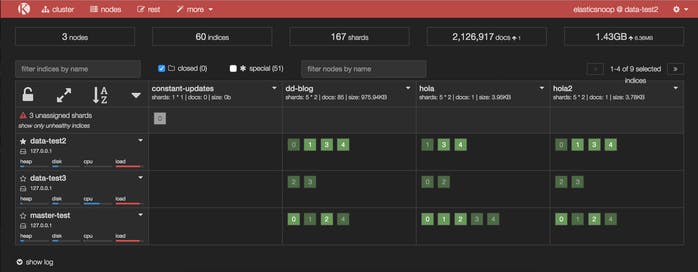 cluster nodes rest more elasticsnoop @ data-test2
3 nodes 60 indices 167 shards 2,126,917 docs 1 1.43GB 6.36MB
filter indices by name closed (0) special (51) filter nodes by name 1-4 of 9 selected
indices
constant-updates dd-blog hola hola2
shards: 1 * 1 | docs: 0 | size: 0b shards: 5 * 2 | docs: 85 | size: 975.94KB shards: 5 * 2 | docs: 1 | size: 3.95KB shards: 5 * 2 | docs: 1 | size: 3.78KB
3 unassigned shards 0
show only unhealthy indices
data-test2 0 1 3 4 1 3 4 0 1 3 4
127.0.0.1
heap disk cpu load
data-test3 2 3 0 2 2 3
127.0.0.1
heap disk cpu load
master-test 0 1 2 4 0 1 2 3 4 0 1 2 4
127.0.0.1
heap disk cpu load
show log